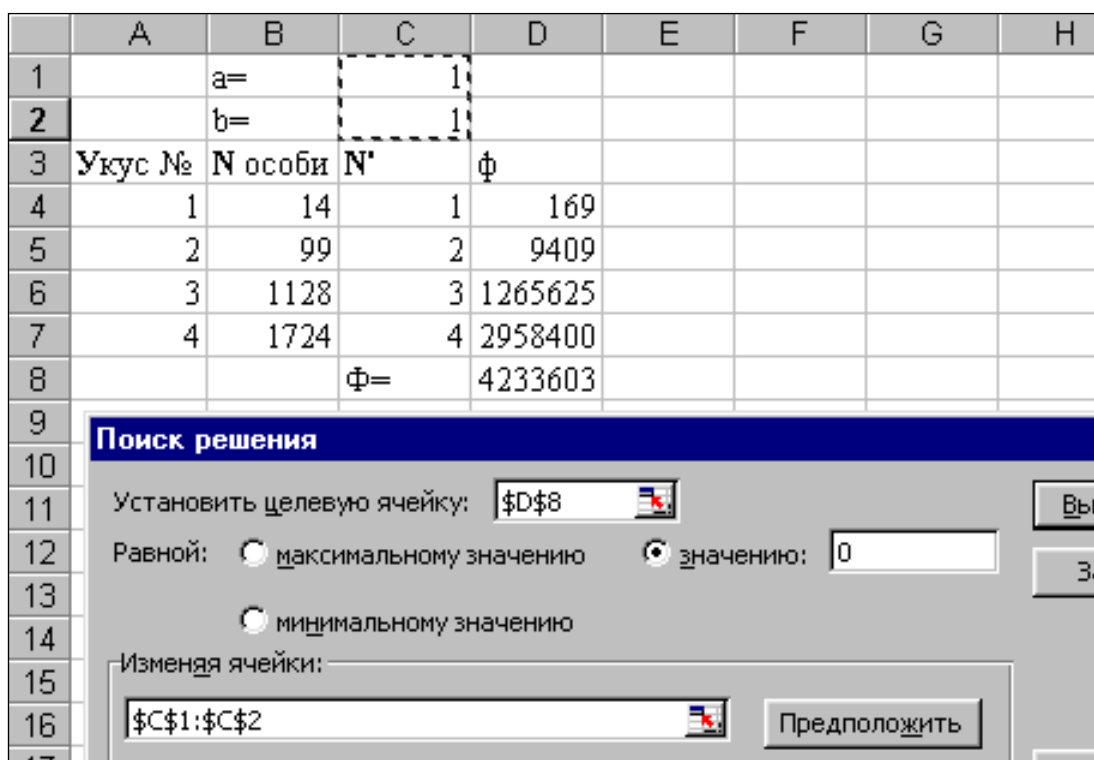 A B C D E F G H
1 a= 1
2 b= 1
3 Укус № N особи N' ф
4 1 14 1 169
5 2 99 2 9409
6 3 1128 3 1265625
7 4 1724 4 2958400
8 Ф= 4233603
9
10 Поиск решения
11 Установить целевую ячейку: $D$8
12 Равной: максимальному значению значению: 0
13
14 минимальному значению
15 Изменяя ячейки:
16 $C$1:$C$2 Предположить